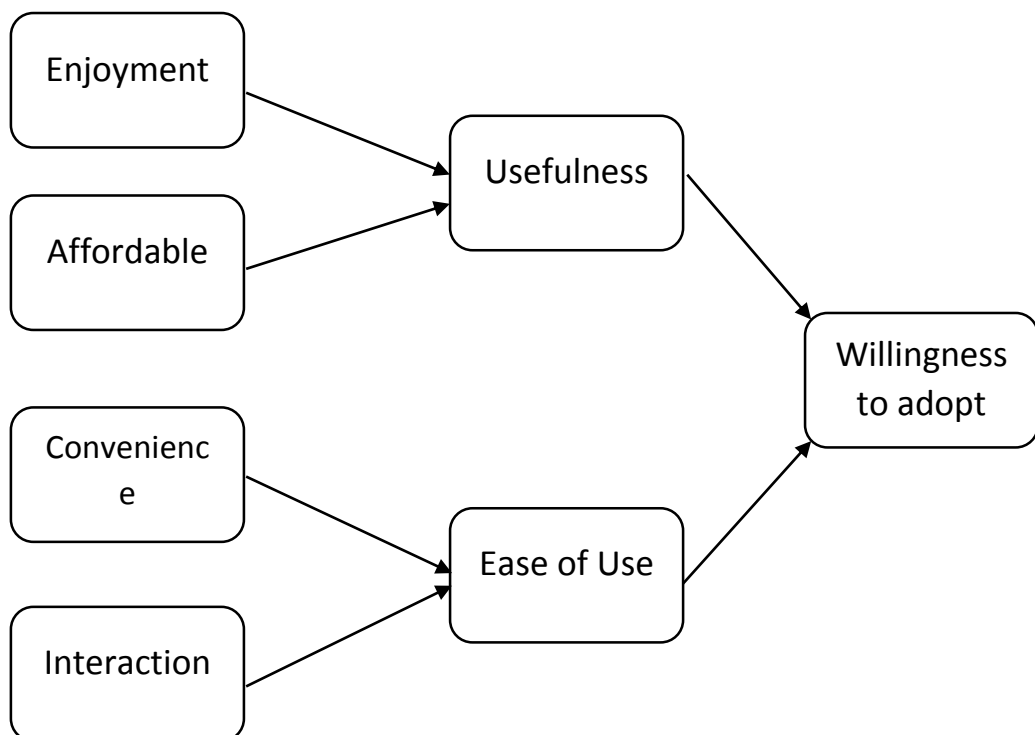 Enjoyment
Affordable
Convenienc
e
Interaction
Usefulness
Ease of Use
Willingness
to adopt